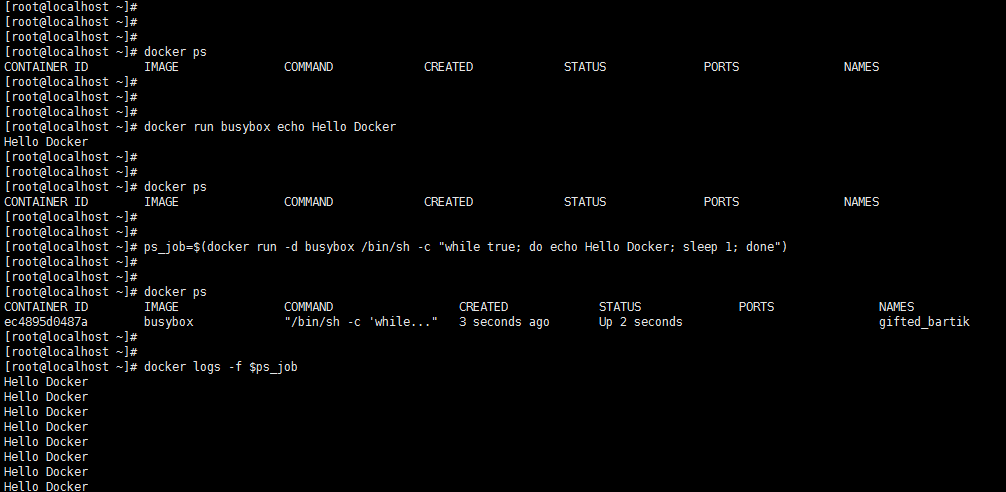 [root@localhost ~]#
[root@localhost ~]#
[root@localhost ~]#
[root@localhost ~]# docker ps
CONTAINER ID        IMAGE               COMMAND             CREATED             STATUS              PORTS               NAMES
[root@localhost ~]#
[root@localhost ~]#
[root@localhost ~]#
[root@localhost ~]# docker run busybox echo Hello Docker
Hello Docker
[root@localhost ~]#
[root@localhost ~]#
[root@localhost ~]# docker ps
CONTAINER ID        IMAGE               COMMAND             CREATED             STATUS              PORTS               NAMES
[root@localhost ~]#
[root@localhost ~]#
[root@localhost ~]# ps_job=$(docker run -d busybox /bin/sh -c "while true; do echo Hello Docker; sleep 1; done")
[root@localhost ~]#
[root@localhost ~]#
[root@localhost ~]# docker ps
CONTAINER ID        IMAGE               COMMAND                  CREATED             STATUS              PORTS               NAMES
ec4895d0487a        busybox             "/bin/sh -c 'while..."   3 seconds ago       Up 2 seconds                            gifted_bartik
[root@localhost ~]#
[root@localhost ~]#
[root@localhost ~]# docker logs -f $ps_job
Hello Docker
Hello Docker
Hello Docker
Hello Docker
Hello Docker
Hello Docker
Hello Docker
Hello Docker